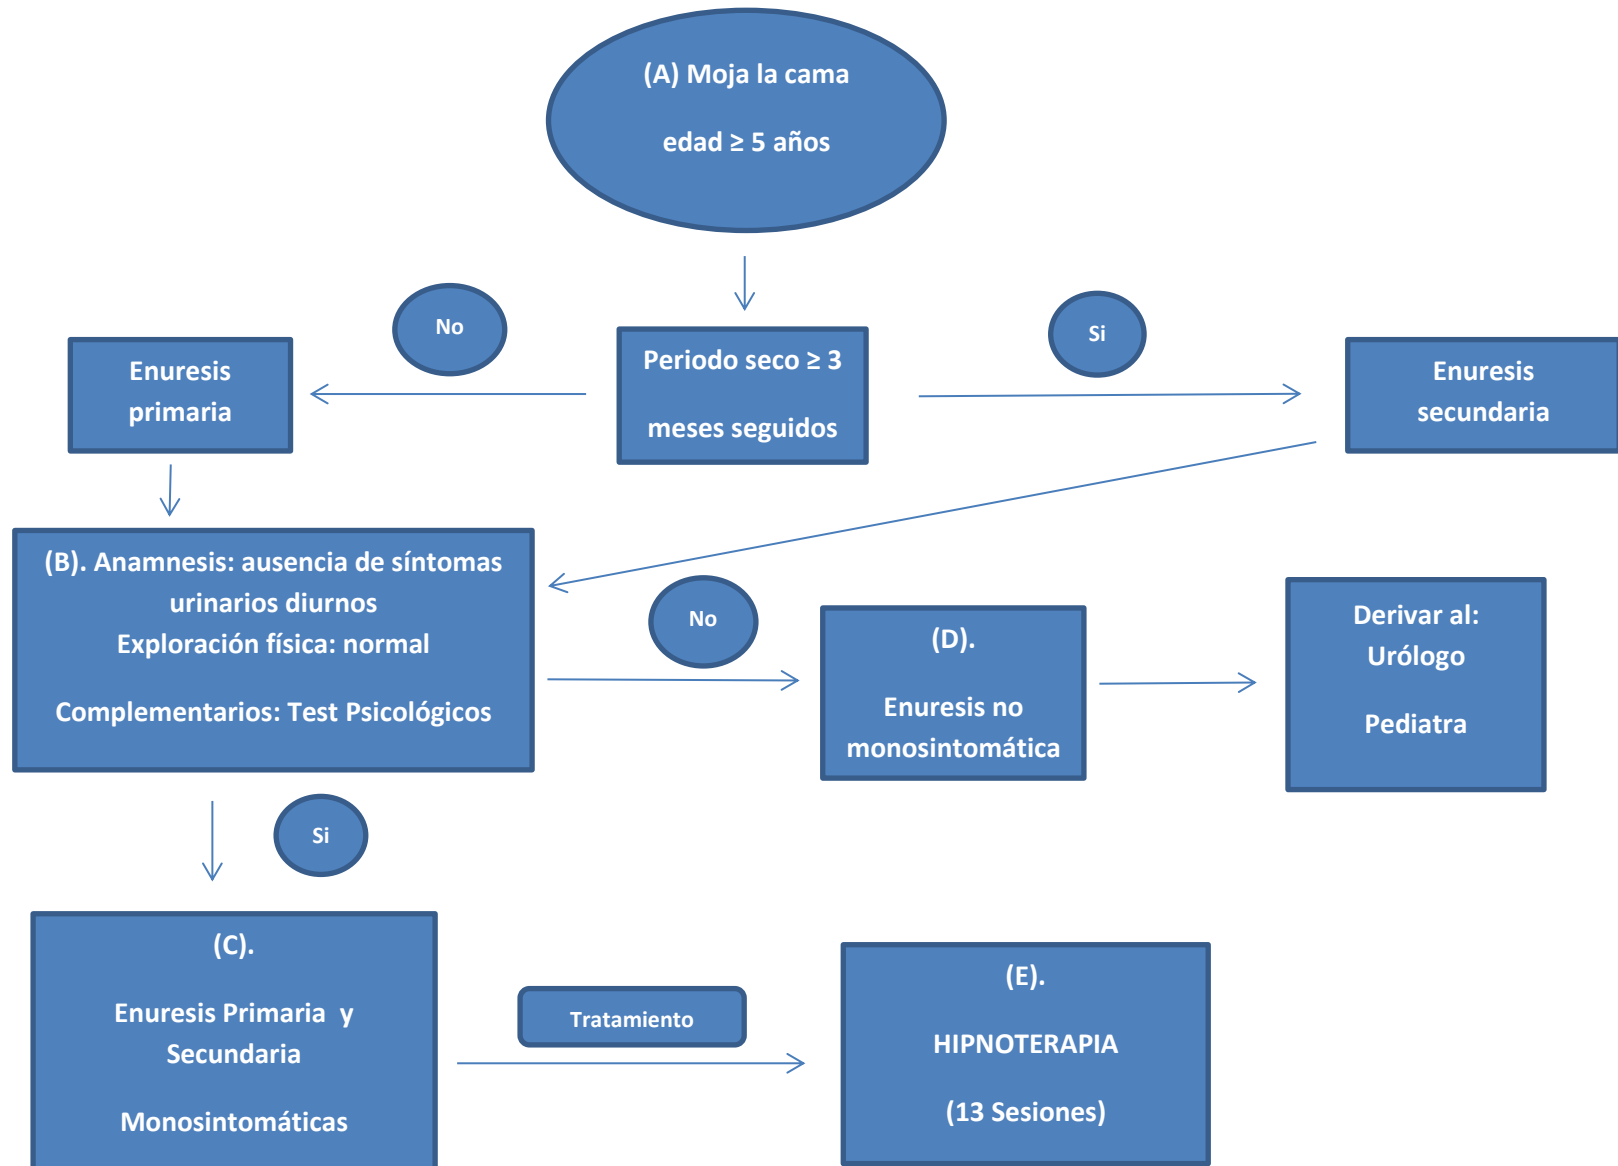 (A) Moja la cama
edad ≥ 5 años
No
Si
Enuresis
primaria
Periodo seco ≥ 3
meses seguidos
Enuresis
secundaria
(B). Anamnesis: ausencia de síntomas
urinarios diurnos
Exploración física: normal
Complementarios: Test Psicológicos
No
(D).
Enuresis no
monosintomática
Derivar al:
Urólogo
Pediatra
Si
(C).
Enuresis Primaria y
Secundaria
Monosintomáticas
Tratamiento
(E).
HIPNOTERAPIA
(13 Sesiones)